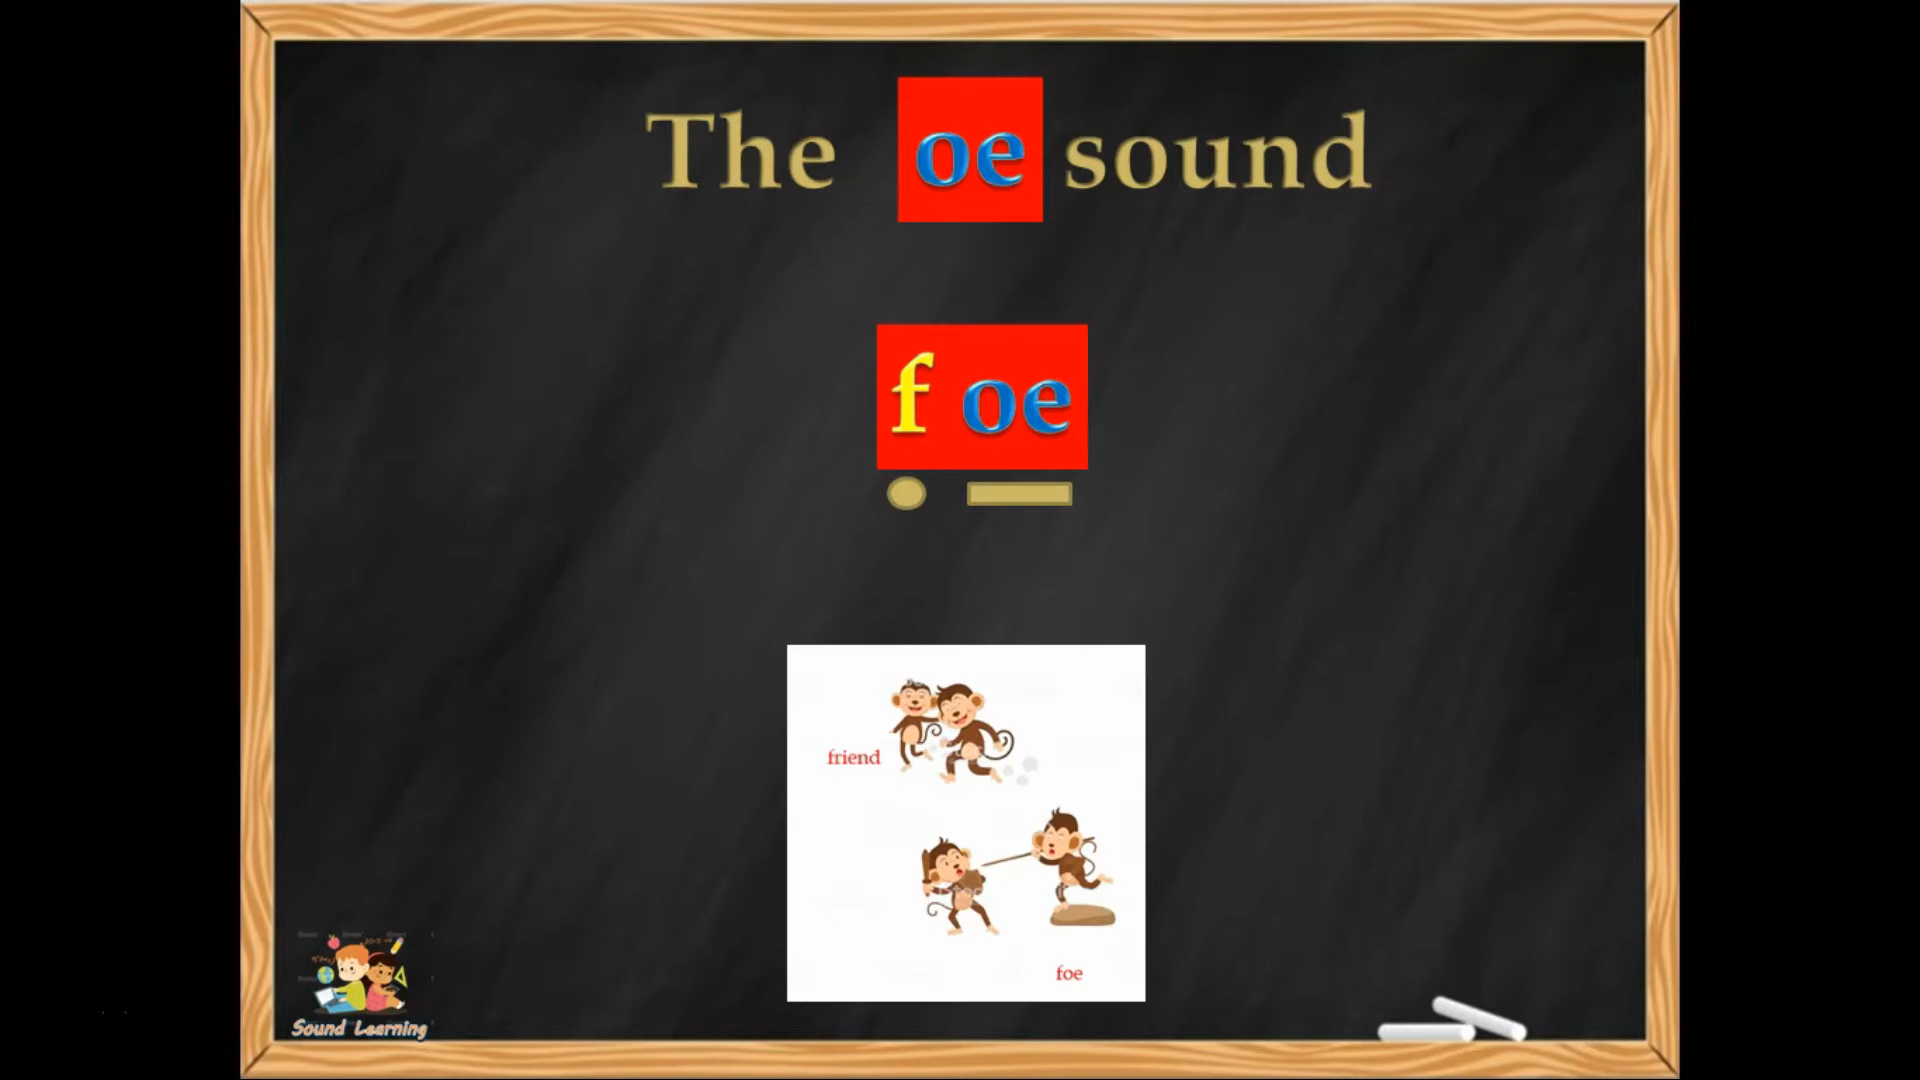 The oe sound
f oe
friend
foe
Sound Learning